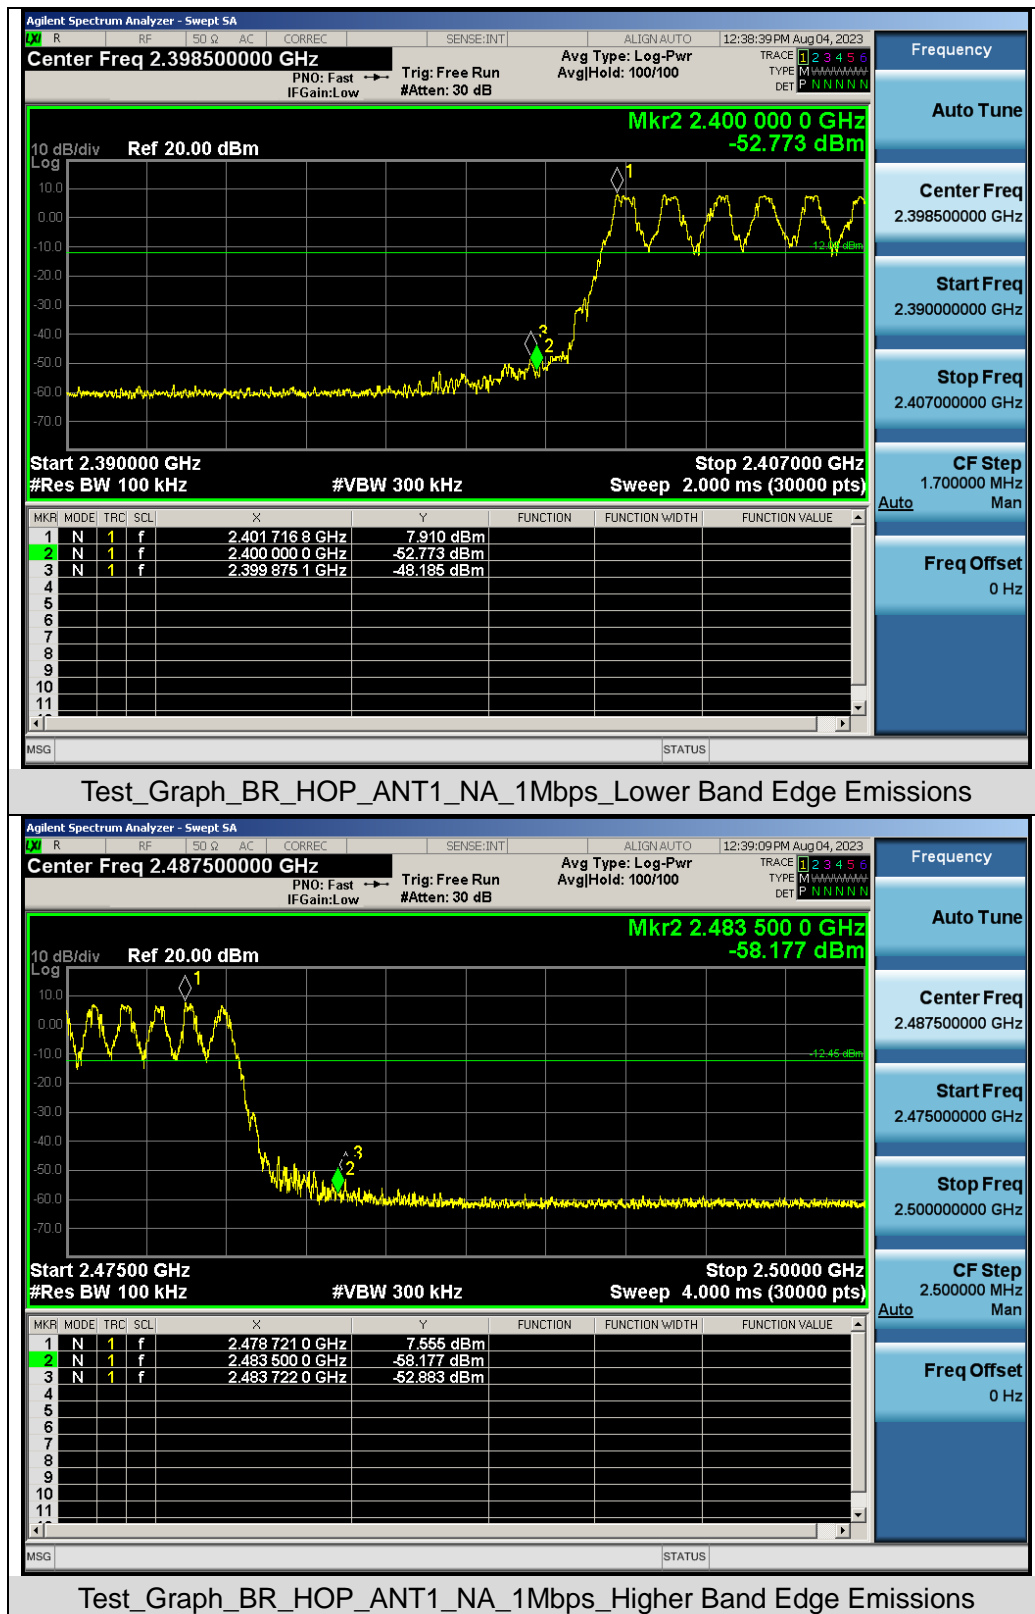 Agilent Spectrum Analyzer - Swept SA
LXI R RF 50 Ω AC CORREC SENSE:INT ALIGN AUTO 12:38:39 PM Aug 04, 2023
Center Freq 2.398500000 GHz
PNO: Fast
IFGain:Low
Trig: Free Run
#Atten: 30 dB
Avg Type: Log-Pwr
Avg|Hold: 100/100
TRACE 1 2 3 4 5 6
TYPE M
DET P N N N N N
Mkr2 2.400 000 0 GHz
-52.773 dBm
10 dB/div
Log
Ref 20.00 dBm
10.0
0.00
-10.0
-20.0
-30.0
-40.0
-50.0
-60.0
-70.0
1
3
2
Start 2.390000 GHz
Stop 2.407000 GHz
#Res BW 100 kHz
#VBW 300 kHz
Sweep 2.000 ms (30000 pts)
MKR MODE TRC SCL X Y FUNCTION FUNCTION WIDTH FUNCTION VALUE
1 N 1 f 2.401 716 8 GHz 7.910 dBm
2 N 1 f 2.400 000 0 GHz -52.773 dBm
3 N 1 f 2.399 875 1 GHz -48.185 dBm
4
5
6
7
8
9
10
11
MSG
STATUS
Frequency
Auto Tune
Center Freq
2.398500000 GHz
Start Freq
2.390000000 GHz
Stop Freq
2.407000000 GHz
CF Step
1.700000 MHz
Auto Man
Freq Offset
0 Hz
Test_Graph_BR_HOP_ANT1_NA_1Mbps_Lower Band Edge Emissions
Agilent Spectrum Analyzer - Swept SA
LXI R RF 50 Ω AC CORREC SENSE:INT ALIGN AUTO 12:39:09 PM Aug 04, 2023
Center Freq 2.487500000 GHz
PNO: Fast
IFGain:Low
Trig: Free Run
#Atten: 30 dB
Avg Type: Log-Pwr
Avg|Hold: 100/100
TRACE 1 2 3 4 5 6
TYPE M
DET P N N N N N
Mkr2 2.483 500 0 GHz
-58.177 dBm
10 dB/div
Log
Ref 20.00 dBm
10.0
0.00
-10.0
-20.0
-30.0
-40.0
-50.0
-60.0
-70.0
1
-12.45 dBm
3
2
Start 2.47500 GHz
Stop 2.50000 GHz
#Res BW 100 kHz
#VBW 300 kHz
Sweep 4.000 ms (30000 pts)
MKR MODE TRC SCL X Y FUNCTION FUNCTION WIDTH FUNCTION VALUE
1 N 1 f 2.478 721 0 GHz 7.555 dBm
2 N 1 f 2.483 500 0 GHz -58.177 dBm
3 N 1 f 2.483 722 0 GHz -52.883 dBm
4
5
6
7
8
9
10
11
MSG
STATUS
Frequency
Auto Tune
Center Freq
2.487500000 GHz
Start Freq
2.475000000 GHz
Stop Freq
2.500000000 GHz
CF Step
2.500000 MHz
Auto Man
Freq Offset
0 Hz
Test_Graph_BR_HOP_ANT1_NA_1Mbps_Higher Band Edge Emissions